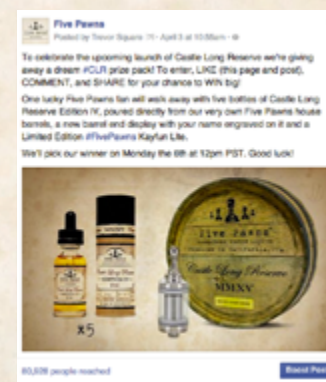 Five Pawns
Posted by Trevor Square · April 3 at 10:55am ·
To celebrate the upcoming launch of Castle Long Reserve we're giving
away a dream #CLR prize pack! To enter, LIKE (this page and post),
COMMENT, and SHARE for your chance to WIN big!
One lucky Five Pawns fan will walk away with five bottles of Castle Long
Reserve Edition IV, poured directly from our very own Five Pawns house
barrels, a new barrel end display with your name engraved on it and a
Limited Edition #FivePawns Kayfun Lite.
We'll pick our winner on Monday the 6th at 12pm PST. Good luck!
Five Pawns
Castle Long Reserve
MMXV
x5
people reached
Boost Post